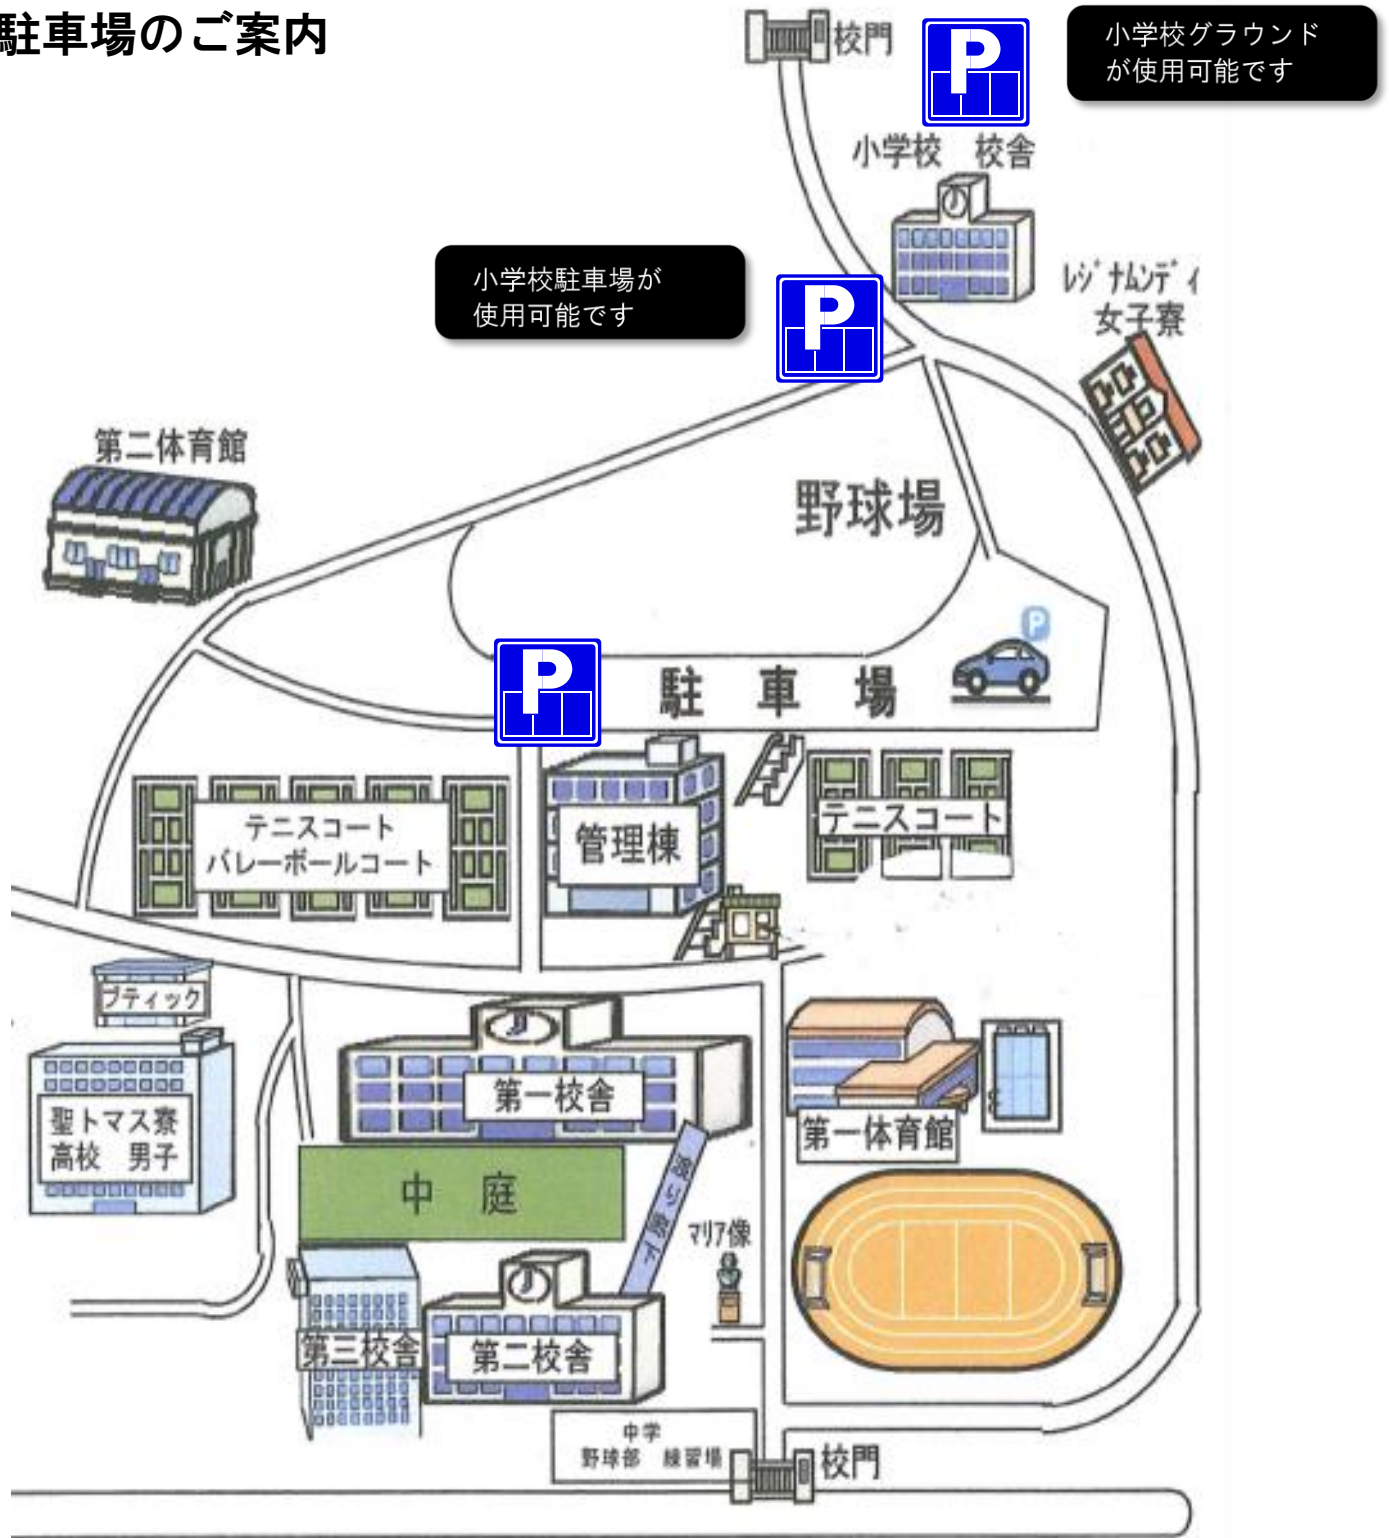 駐車場のご案内
校門
P
小学校グラウンド
が使用可能です
小学校 校舎
小学校駐車場が
使用可能です
P
レジナムンディ
女子寮
第二体育館
野球場
P
P
駐車場
テニスコート
バレーボールコート
管理棟
テニスコート
ブティック
聖トマス寮
高校 男子
第一校舎
第一体育館
中庭
渡り廊下
マリア像
第三校舎
第二校舎
中学
野球部 練習場
校門